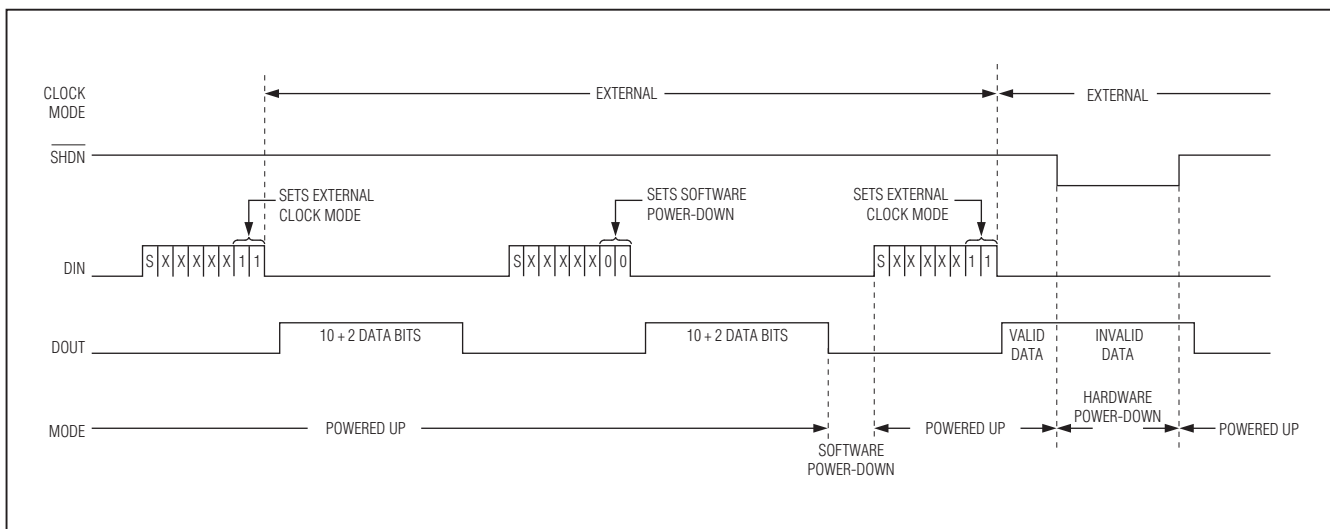 CLOCK
MODE
EXTERNAL
EXTERNAL
SHDN
SETS EXTERNAL
CLOCK MODE
SETS SOFTWARE
POWER-DOWN
SETS EXTERNAL
CLOCK MODE
DIN
S X X X X X 1 1
S X X X X X 0 0
S X X X X X 1 1
DOUT
10 + 2 DATA BITS
10 + 2 DATA BITS
VALID
DATA
INVALID
DATA
MODE
POWERED UP
SOFTWARE
POWER-DOWN
POWERED UP
HARDWARE
POWER-DOWN
POWERED UP